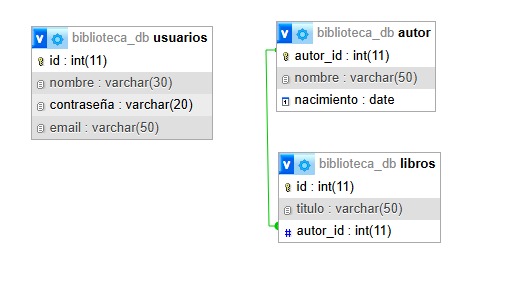 biblioteca_db usuarios
id : int(11)
nombre : varchar(30)
contraseña : varchar(20)
email : varchar(50)
biblioteca_db autor
autor_id : int(11)
nombre : varchar(50)
nacimiento : date
biblioteca_db libros
id : int(11)
titulo : varchar(50)
# autor_id : int(11)